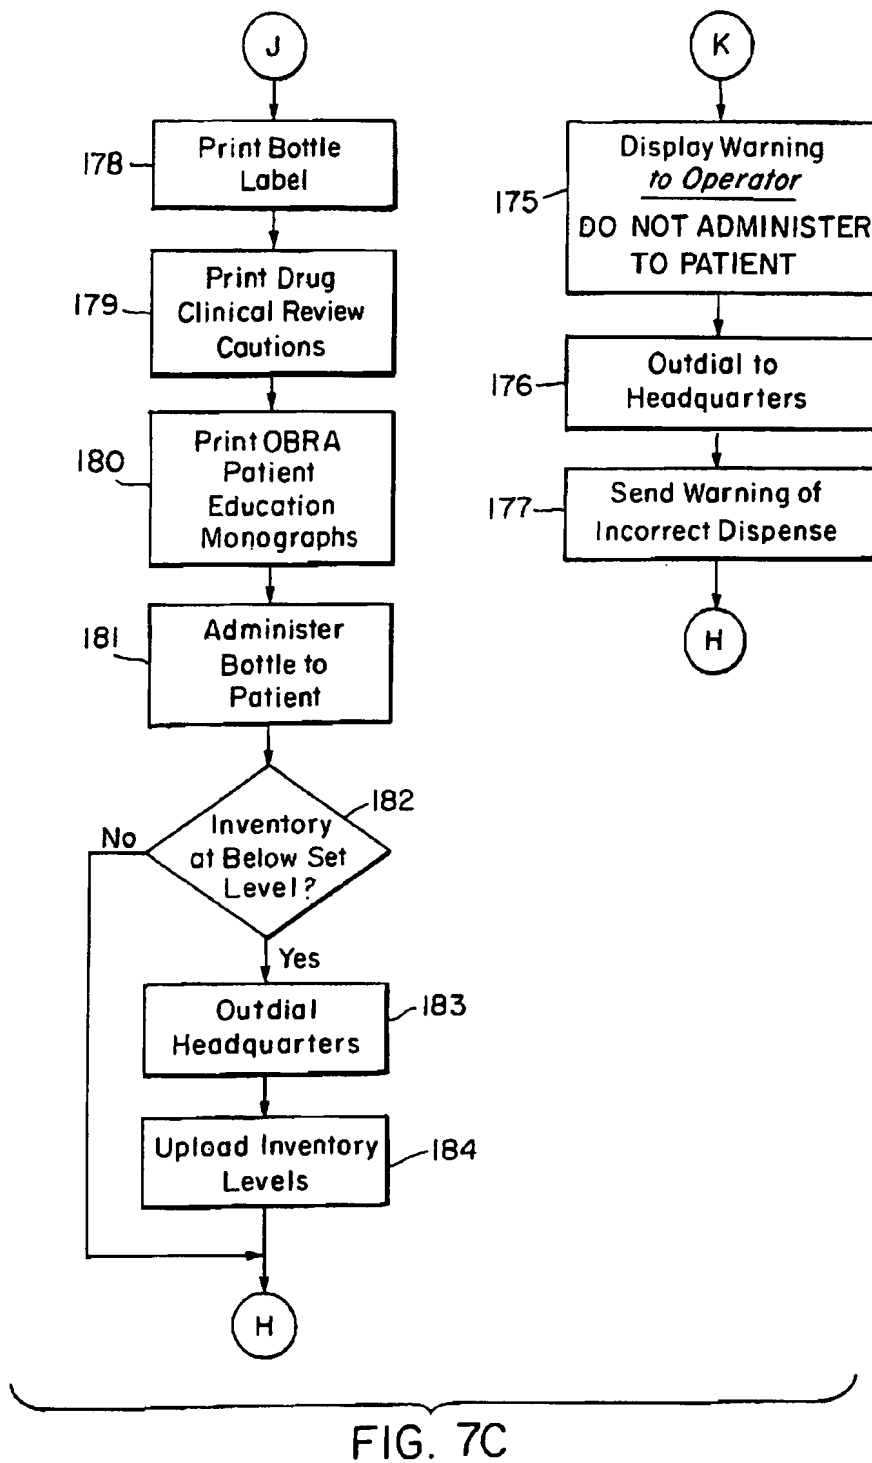 J
178
Print Bottle
Label
179
Print Drug
Clinical Review
Cautions
180
Print OBRA
Patient
Education
Monographs
181
Administer
Bottle to
Patient
182
Inventory
at Below Set
Level?
No
Yes
Outdial
Headquarters
183
Upload Inventory
Levels
184
H
K
175
Display Warning
to Operator
DO NOT ADMINISTER
TO PATIENT
176
Outdial to
Headquarters
177
Send Warning of
Incorrect Dispense
H
FIG. 7C